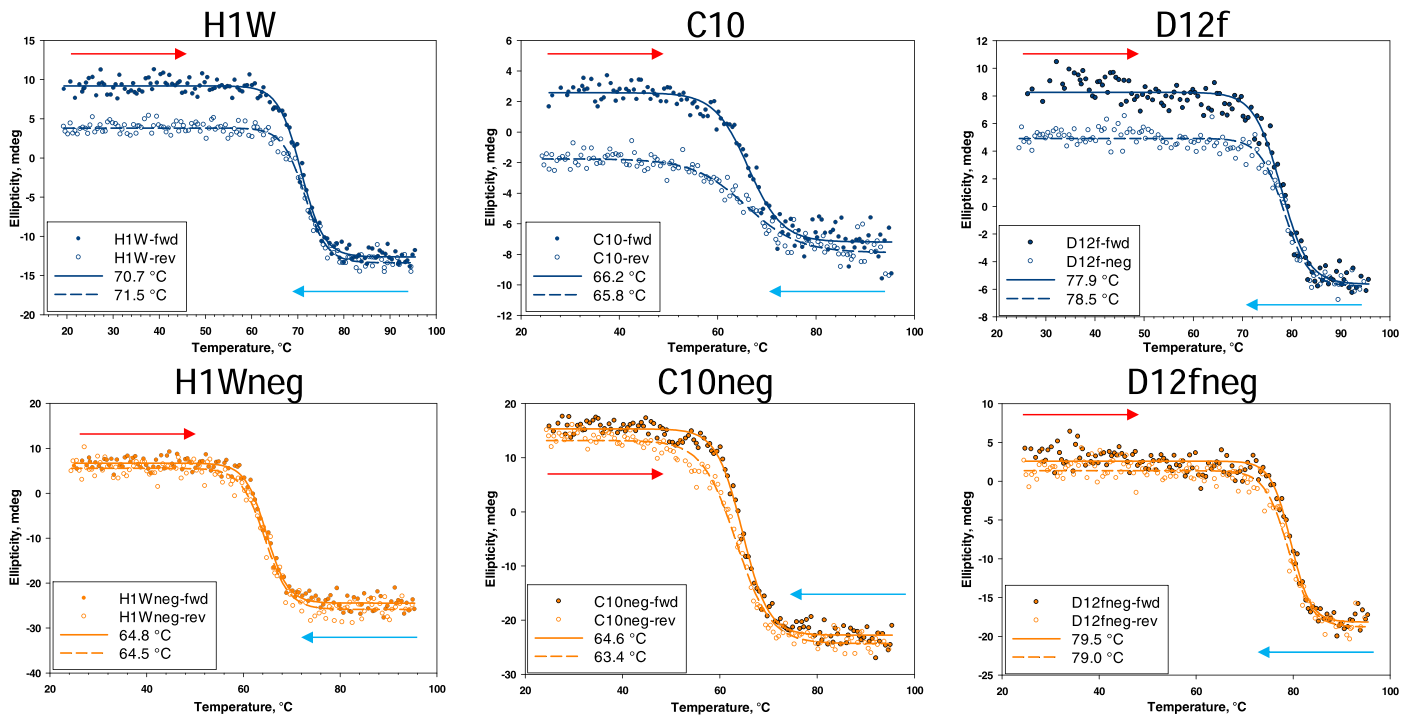 H1W
15
10
5
0
-5
-10
-15
-20
Ellipticity, mdeg
H1W-fwd
H1W-rev
70.7 °C
71.5 °C
20 30 40 50 60 70 80 90 100
Temperature, °C
C10
6
4
2
0
-2
-4
-6
-8
-10
-12
Ellipticity, mdeg
C10-fwd
C10-rev
66.2 °C
65.8 °C
20 40 60 80 100
Temperature, °C
D12f
12
10
8
6
4
2
0
-2
-4
-6
-8
Ellipticity, mdeg
D12f-fwd
D12f-neg
77.9 °C
78.5 °C
20 30 40 50 60 70 80 90 100
Temperature, °C
H1Wneg
20
10
0
-10
-20
-30
-40
Ellipticity, mdeg
H1Wneg-fwd
H1Wneg-rev
64.8 °C
64.5 °C
20 40 60 80 100
Temperature, °C
C10neg
20
10
0
-10
-20
-30
Ellipticity, mdeg
C10neg-fwd
C10neg-rev
64.6 °C
63.4 °C
20 40 60 80 100
Temperature, °C
D12fneg
10
5
0
-5
-10
-15
-20
-25
Ellipticity, mdeg
D12fneg-fwd
D12fneg-rev
79.5 °C
79.0 °C
20 40 60 80 100
Temperature, °C